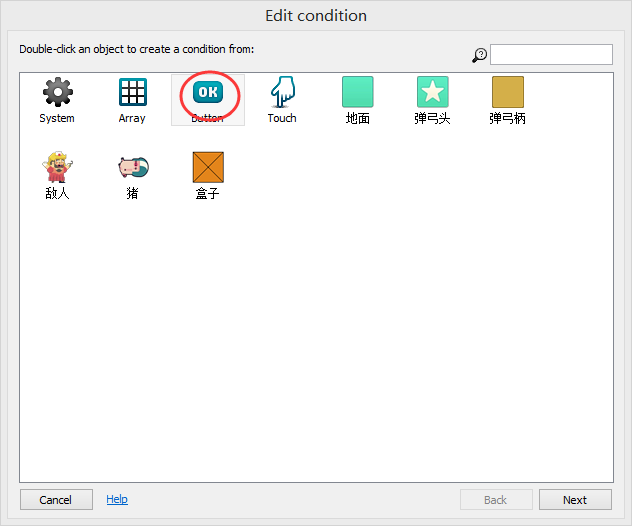 Edit condition
Double-click an object to create a condition from:
OK
System
Array
Button
Touch
地面
弹弓头
弹弓柄
敌人
猪
盒子
Cancel
Help
Back
Next